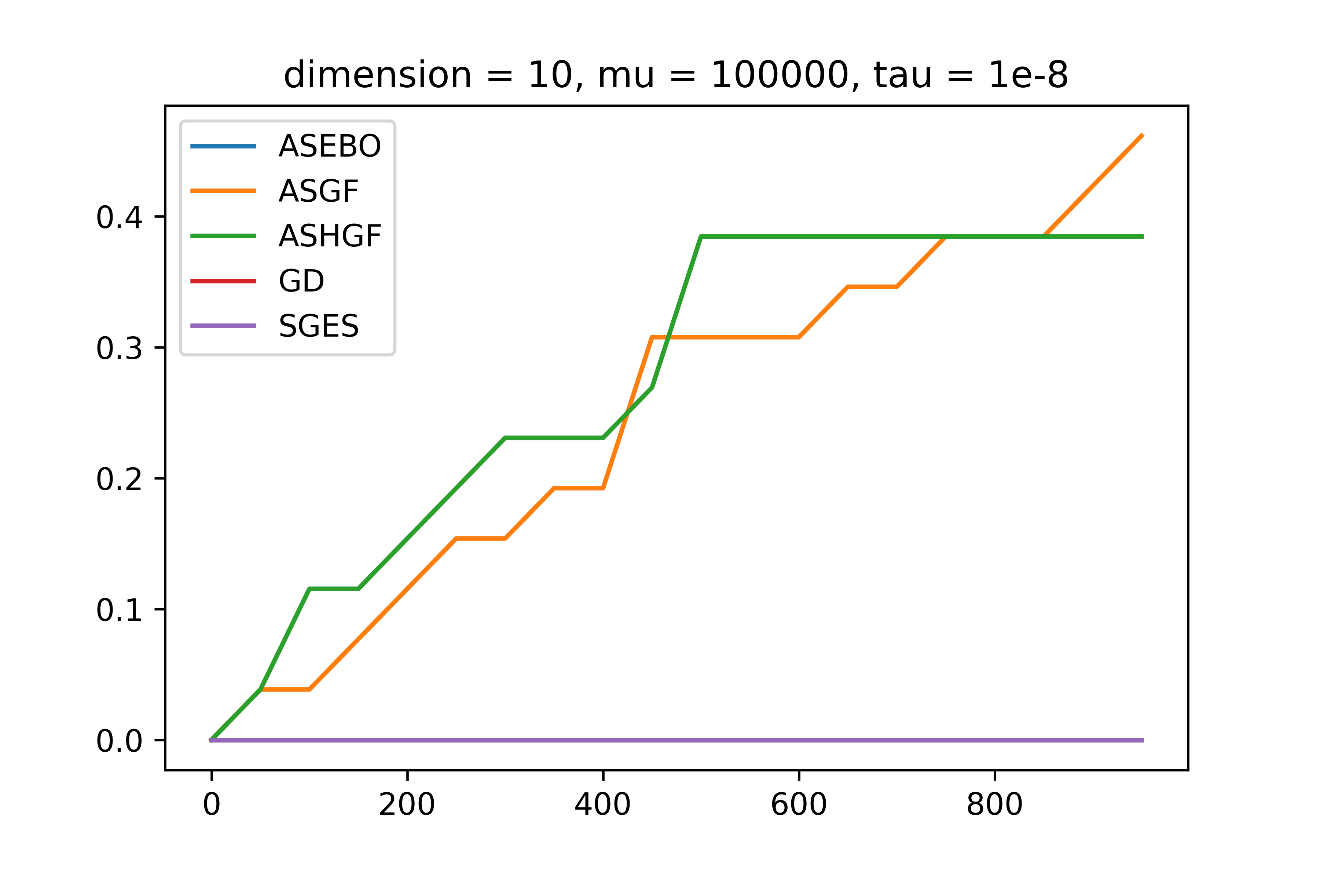 dimension = 10, mu = 100000, tau = 1e-8
ASEBO
ASGF
ASHGF
GD
SGES
0.4
0.3
0.2
0.1
0.0
0 200 400 600 800